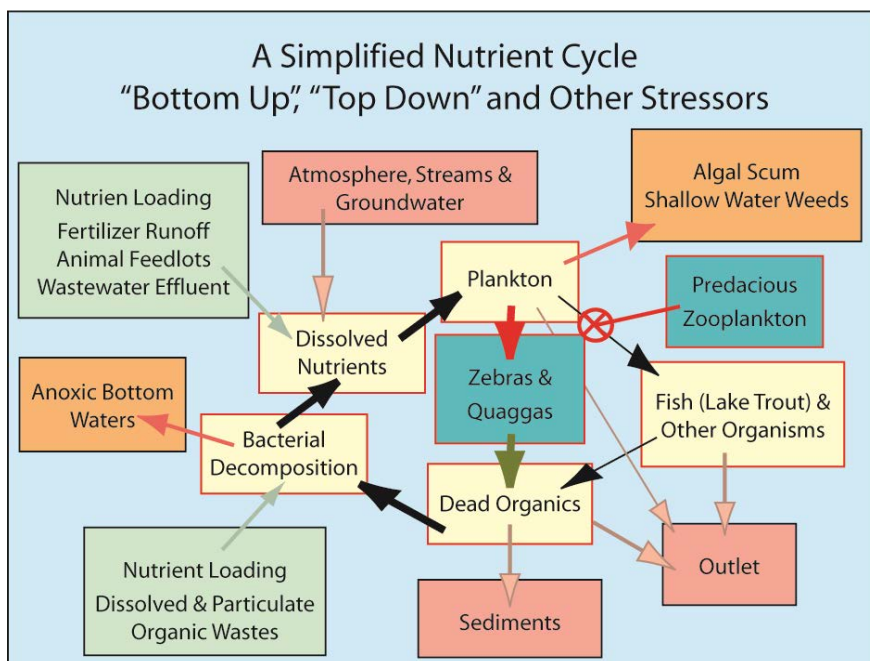 A Simplified Nutrient Cycle
“Bottom Up”, “Top Down” and Other Stressors
Nutrien Loading
Fertilizer Runoff
Animal Feedlots
Wastewater Effluent
Atmosphere, Streams &
Groundwater
Algal Scum
Shallow Water Weeds
Plankton
Predacious
Zooplankton
Dissolved
Nutrients
Zebras &
Quaggas
Fish (Lake Trout) &
Other Organisms
Anoxic Bottom
Waters
Bacterial
Decomposition
Dead Organics
Nutrient Loading
Dissolved & Particulate
Organic Wastes
Sediments
Outlet